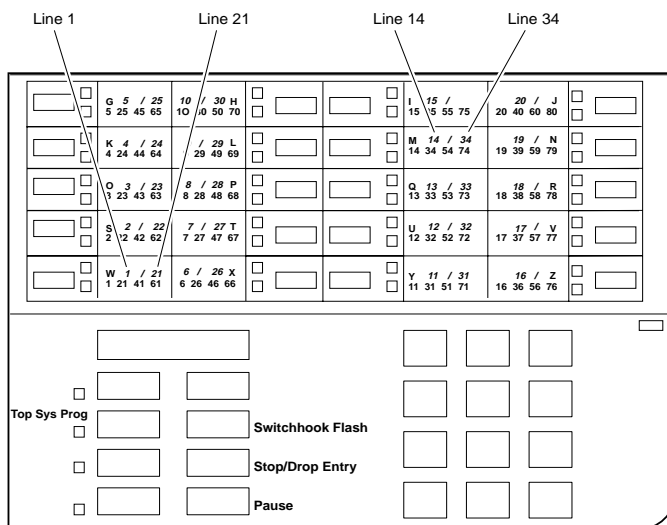 Line 1 Line 21 Line 14 Line 34
G 5 / 25 10 / 30 H I 15 / 20 / J
5 25 45 65 1O 30 50 70 15 35 55 75 20 40 60 80
K 4 / 24 / 29 L M 14 / 34 19 / N
4 24 44 64 29 49 69 14 34 54 74 19 39 59 79
O 3 / 23 8 / 28 P Q 13 / 33 18 / R
3 23 43 63 8 28 48 68 13 33 53 73 18 38 58 78
S 2 / 22 7 / 27 T U 12 / 32 17 / V
2 22 42 62 7 27 47 67 12 32 52 72 17 37 57 77
W 1 / 21 6 / 26 X Y 11 / 31 16 / Z
1 21 41 61 6 26 46 66 11 31 51 71 16 36 56 76
Top Sys Prog
Switchhook Flash
Stop/Drop Entry
Pause